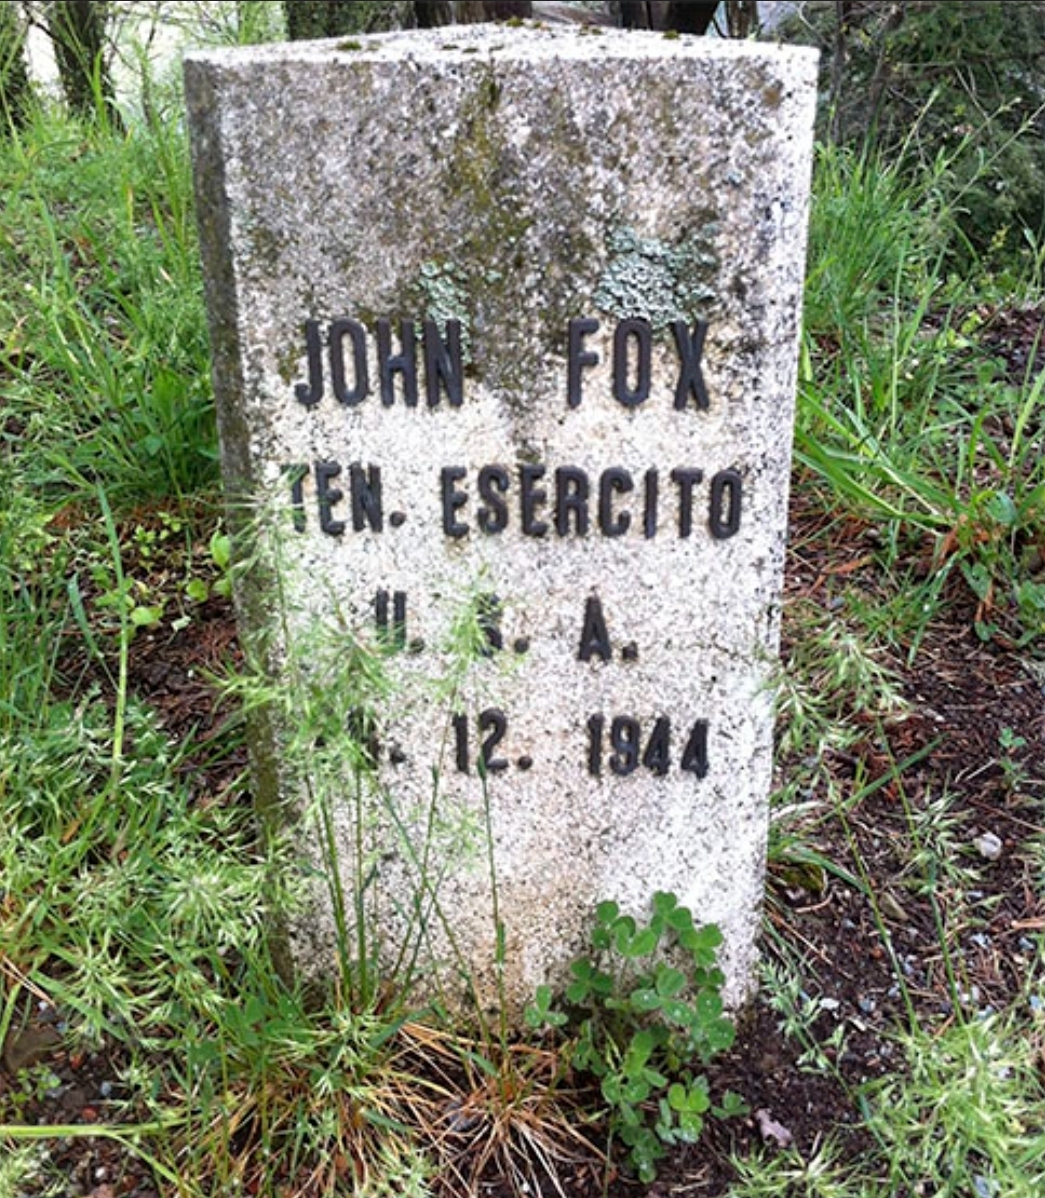 JOHN FOX
TEN. ESERCITO
U. S. A.
12. 1944